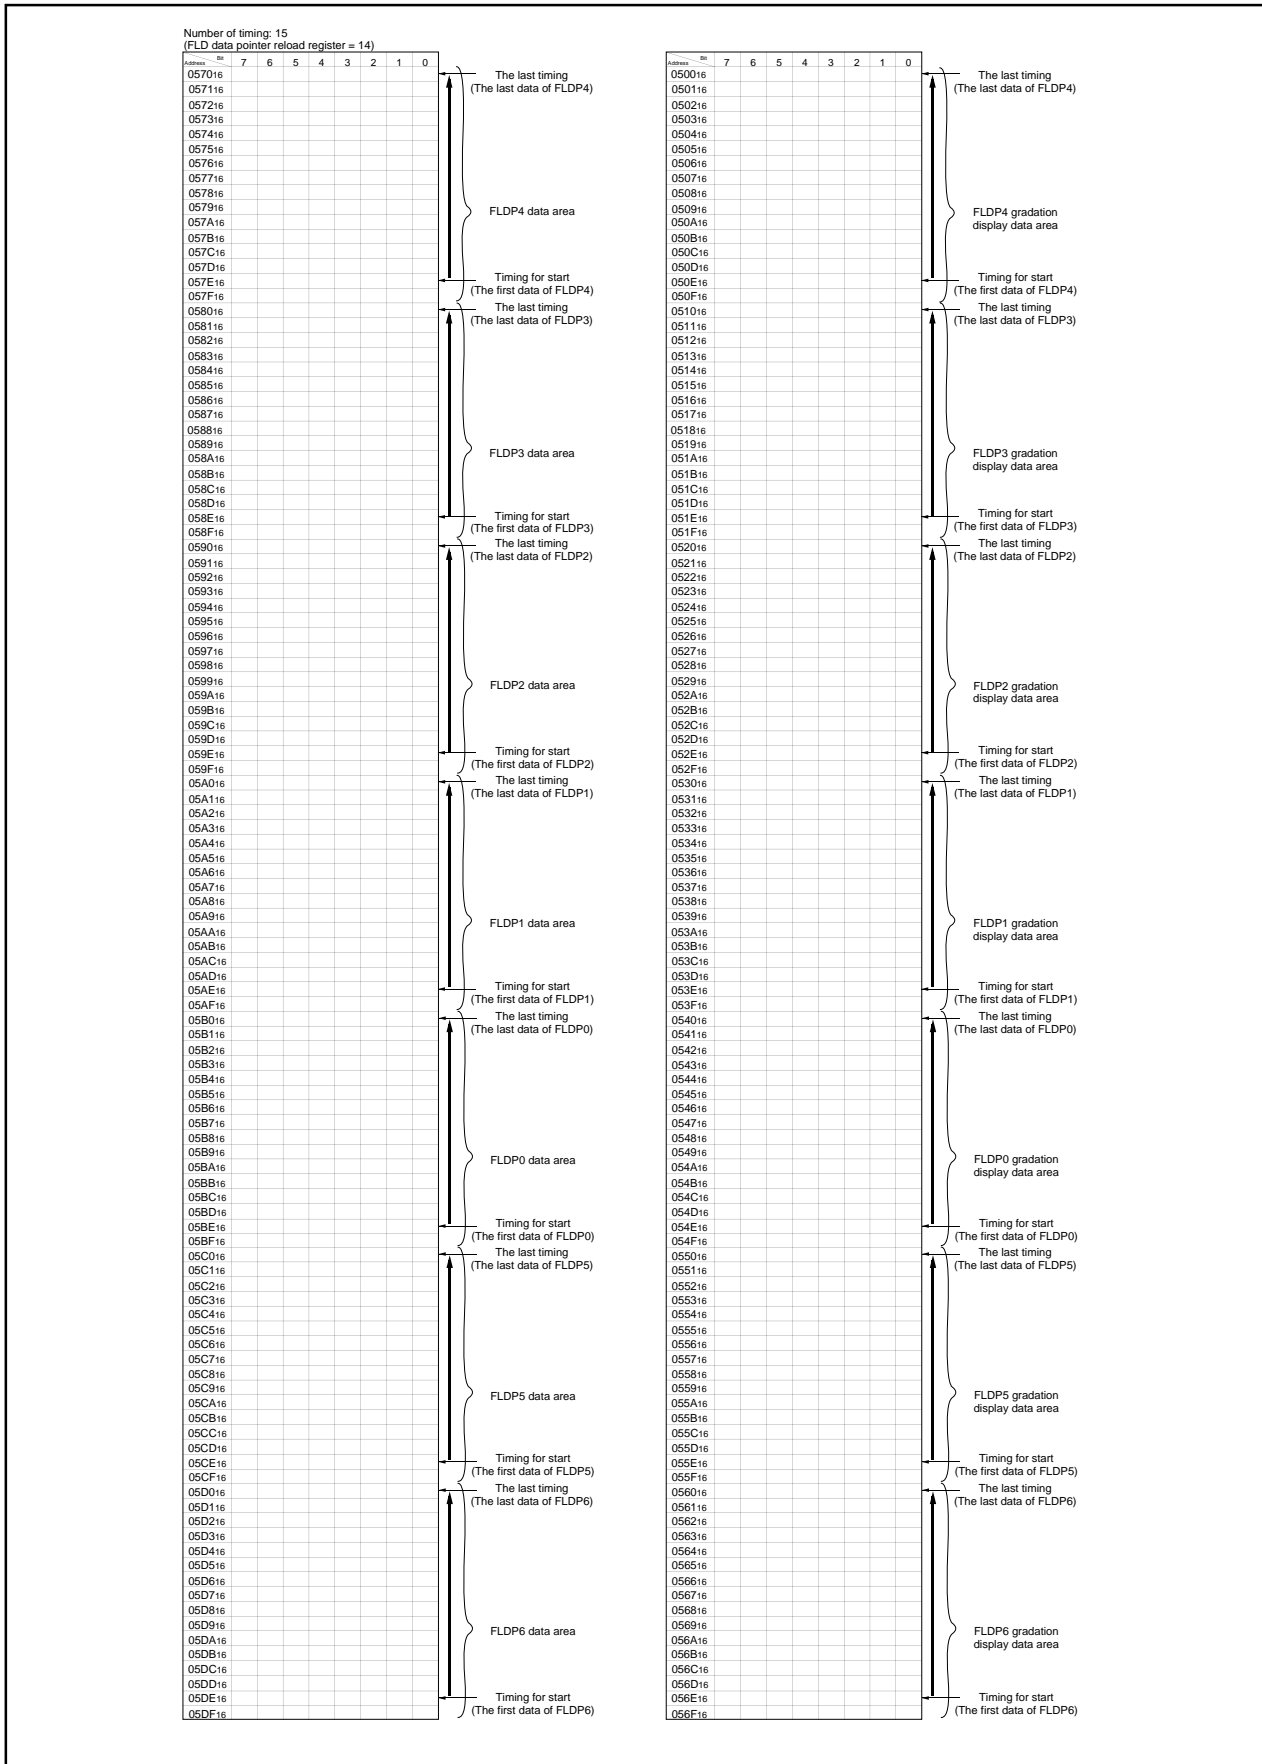 Number of timing: 15
(FLD data pointer reload register = 14)
Bit
Address 7 6 5 4 3 2 1 0
0570₁₆
0571₁₆
0572₁₆
0573₁₆
0574₁₆
0575₁₆
0576₁₆
0577₁₆
0578₁₆
0579₁₆
057A₁₆
057B₁₆
057C₁₆
057D₁₆
057E₁₆
057F₁₆
0580₁₆
0581₁₆
0582₁₆
0583₁₆
0584₁₆
0585₁₆
0586₁₆
0587₁₆
0588₁₆
0589₁₆
058A₁₆
058B₁₆
058C₁₆
058D₁₆
058E₁₆
058F₁₆
0590₁₆
0591₁₆
0592₁₆
0593₁₆
0594₁₆
0595₁₆
0596₁₆
0597₁₆
0598₁₆
0599₁₆
059A₁₆
059B₁₆
059C₁₆
059D₁₆
059E₁₆
059F₁₆
05A0₁₆
05A1₁₆
05A2₁₆
05A3₁₆
05A4₁₆
05A5₁₆
05A6₁₆
05A7₁₆
05A8₁₆
05A9₁₆
05AA₁₆
05AB₁₆
05AC₁₆
05AD₁₆
05AE₁₆
05AF₁₆
05B0₁₆
05B1₁₆
05B2₁₆
05B3₁₆
05B4₁₆
05B5₁₆
05B6₁₆
05B7₁₆
05B8₁₆
05B9₁₆
05BA₁₆
05BB₁₆
05BC₁₆
05BD₁₆
05BE₁₆
05BF₁₆
05C0₁₆
05C1₁₆
05C2₁₆
05C3₁₆
05C4₁₆
05C5₁₆
05C6₁₆
05C7₁₆
05C8₁₆
05C9₁₆
05CA₁₆
05CB₁₆
05CC₁₆
05CD₁₆
05CE₁₆
05CF₁₆
05D0₁₆
05D1₁₆
05D2₁₆
05D3₁₆
05D4₁₆
05D5₁₆
05D6₁₆
05D7₁₆
05D8₁₆
05D9₁₆
05DA₁₆
05DB₁₆
05DC₁₆
05DD₁₆
05DE₁₆
05DF₁₆
The last timing
(The last data of FLDP4)
FLDP4 data area
Timing for start
(The first data of FLDP4)
The last timing
(The last data of FLDP3)
FLDP3 data area
Timing for start
(The first data of FLDP3)
The last timing
(The last data of FLDP2)
FLDP2 data area
Timing for start
(The first data of FLDP2)
The last timing
(The last data of FLDP1)
FLDP1 data area
Timing for start
(The first data of FLDP1)
The last timing
(The last data of FLDP0)
FLDP0 data area
Timing for start
(The first data of FLDP0)
The last timing
(The last data of FLDP5)
FLDP5 data area
Timing for start
(The first data of FLDP5)
The last timing
(The last data of FLDP6)
FLDP6 data area
Timing for start
(The first data of FLDP6)
Bit
Address 7 6 5 4 3 2 1 0
0500₁₆
0501₁₆
0502₁₆
0503₁₆
0504₁₆
0505₁₆
0506₁₆
0507₁₆
0508₁₆
0509₁₆
050A₁₆
050B₁₆
050C₁₆
050D₁₆
050E₁₆
050F₁₆
0510₁₆
0511₁₆
0512₁₆
0513₁₆
0514₁₆
0515₁₆
0516₁₆
0517₁₆
0518₁₆
0519₁₆
051A₁₆
051B₁₆
051C₁₆
051D₁₆
051E₁₆
051F₁₆
0520₁₆
0521₁₆
0522₁₆
0523₁₆
0524₁₆
0525₁₆
0526₁₆
0527₁₆
0528₁₆
0529₁₆
052A₁₆
052B₁₆
052C₁₆
052D₁₆
052E₁₆
052F₁₆
0530₁₆
0531₁₆
0532₁₆
0533₁₆
0534₁₆
0535₁₆
0536₁₆
0537₁₆
0538₁₆
0539₁₆
053A₁₆
053B₁₆
053C₁₆
053D₁₆
053E₁₆
053F₁₆
0540₁₆
0541₁₆
0542₁₆
0543₁₆
0544₁₆
0545₁₆
0546₁₆
0547₁₆
0548₁₆
0549₁₆
054A₁₆
054B₁₆
054C₁₆
054D₁₆
054E₁₆
054F₁₆
0550₁₆
0551₁₆
0552₁₆
0553₁₆
0554₁₆
0555₁₆
0556₁₆
0557₁₆
0558₁₆
0559₁₆
055A₁₆
055B₁₆
055C₁₆
055D₁₆
055E₁₆
055F₁₆
0560₁₆
0561₁₆
0562₁₆
0563₁₆
0564₁₆
0565₁₆
0566₁₆
0567₁₆
0568₁₆
0569₁₆
056A₁₆
056B₁₆
056C₁₆
056D₁₆
056E₁₆
056F₁₆
The last timing
(The last data of FLDP4)
FLDP4 gradation
display data area
Timing for start
(The first data of FLDP4)
The last timing
(The last data of FLDP3)
FLDP3 gradation
display data area
Timing for start
(The first data of FLDP3)
The last timing
(The last data of FLDP2)
FLDP2 gradation
display data area
Timing for start
(The first data of FLDP2)
The last timing
(The last data of FLDP1)
FLDP1 gradation
display data area
Timing for start
(The first data of FLDP1)
The last timing
(The last data of FLDP0)
FLDP0 gradation
display data area
Timing for start
(The first data of FLDP0)
The last timing
(The last data of FLDP5)
FLDP5 gradation
display data area
Timing for start
(The first data of FLDP5)
The last timing
(The last data of FLDP6)
FLDP6 gradation
display data area
Timing for start
(The first data of FLDP6)